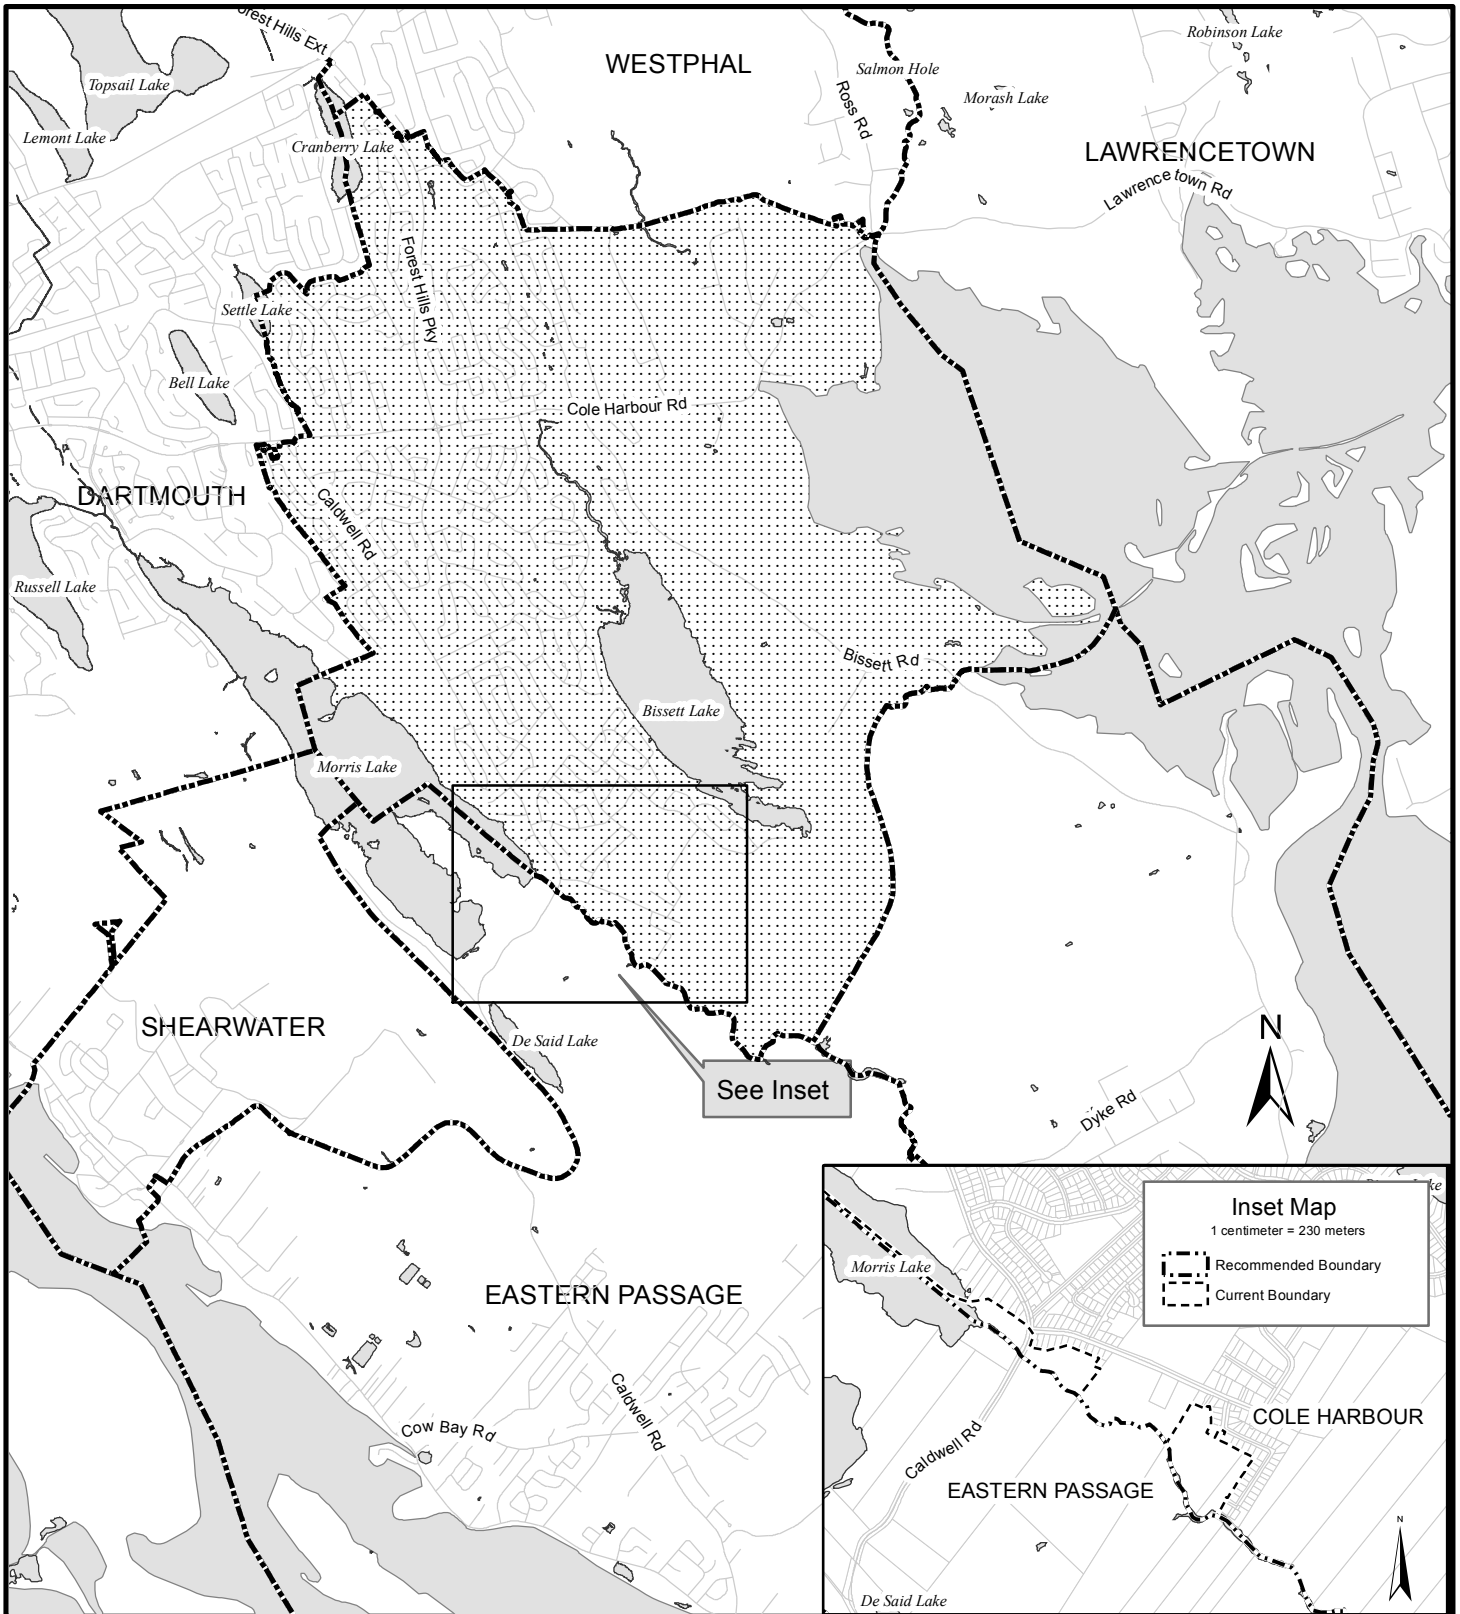 Forest Hills Ext
WESTPHAL
Robinson Lake
Topsail Lake
Salmon Hole
Ross Rd
Morash Lake
Lemont Lake
Cranberry Lake
LAWRENCETOWN
Lawrencetown Rd
Forest Hills Pky
Settle Lake
Bell Lake
Cole Harbour Rd
DARTMOUTH
Caldwell Rd
Russell Lake
Bissett Rd
Bissett Lake
Morris Lake
SHEARWATER
De Said Lake
N
See Inset
Dyke Rd
EASTERN PASSAGE
Caldwell Rd
Cow Bay Rd
Inset Map
1 centimeter = 230 meters
Recommended Boundary
Current Boundary
Morris Lake
COLE HARBOUR
Caldwell Rd
EASTERN PASSAGE
N
De Said Lake